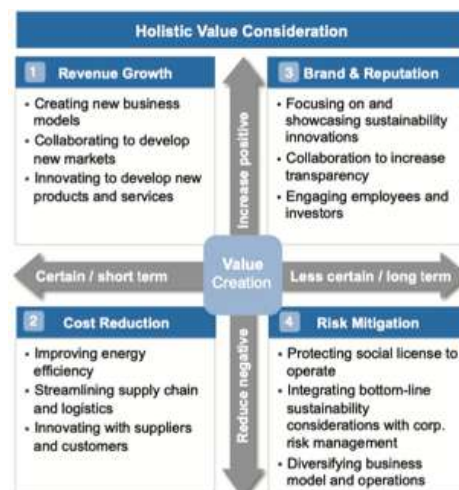 Holistic Value Consideration
1 Revenue Growth
• Creating new business
models
• Collaborating to develop
new markets
• Innovating to develop new
products and services
Increase positive
3 Brand & Reputation
• Focusing on and
showcasing sustainability
innovations
• Collaboration to increase
transparency
• Engaging employees and
investors
Certain / short term
Value
Creation
Less certain / long term
2 Cost Reduction
• Improving energy
efficiency
• Streamlining supply chain
and logistics
• Innovating with suppliers
and customers
Reduce negative
4 Risk Mitigation
• Protecting social license to
operate
• Integrating bottom-line
sustainability
considerations with corp.
risk management
• Diversifying business
model and operations